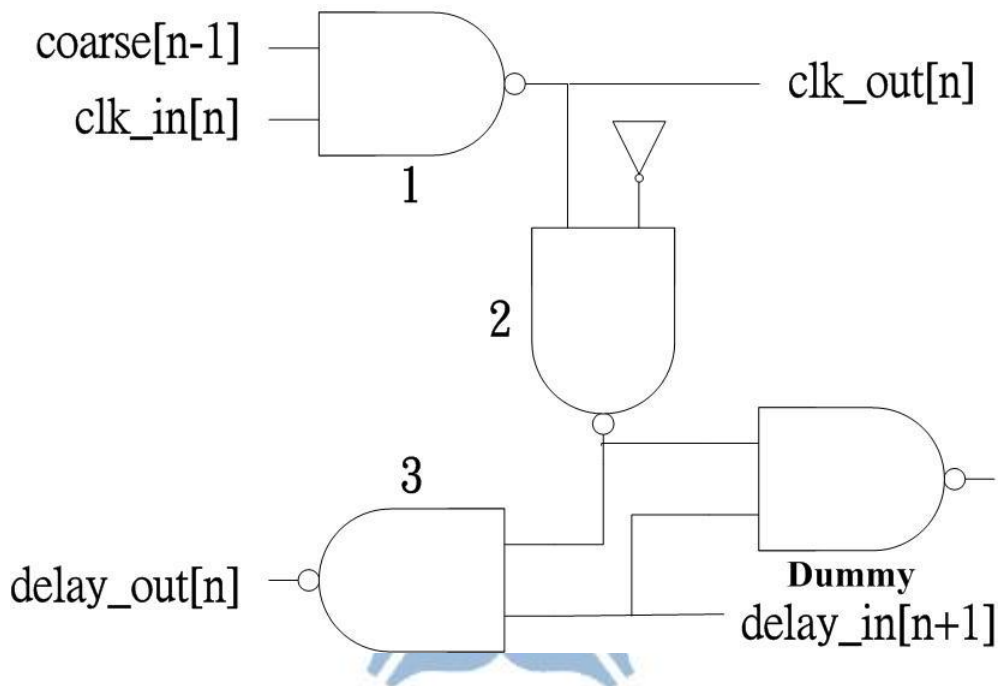 coarse[n-1]
clk_in[n]
clk_out[n]
1
2
3
delay_out[n]
Dummy
delay_in[n+1]